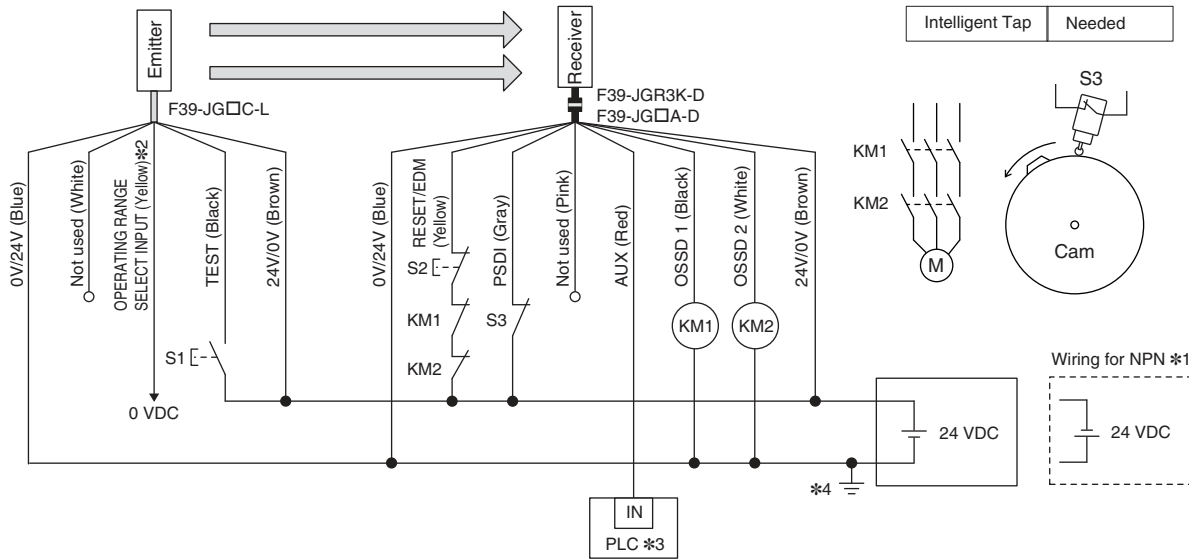 Emitter
Receiver
Intelligent Tap
Needed
F39-JG□C-L
F39-JGR3K-D
F39-JG□A-D
S3
KM1
KM2
M
Cam
0V/24V (Blue)
Not used (White)
OPERATING RANGE
SELECT INPUT (Yellow)✻2
TEST (Black)
24V/0V (Brown)
0V/24V (Blue)
RESET/EDM
(Yellow)
PSDI (Gray)
Not used (Pink)
AUX (Red)
OSSD 1 (Black)
OSSD 2 (White)
24V/0V (Brown)
S2
KM1
S3
KM2
KM1
KM2
S1
0 VDC
Wiring for NPN ✻1
24 VDC
24 VDC
✻4
IN
PLC ✻3